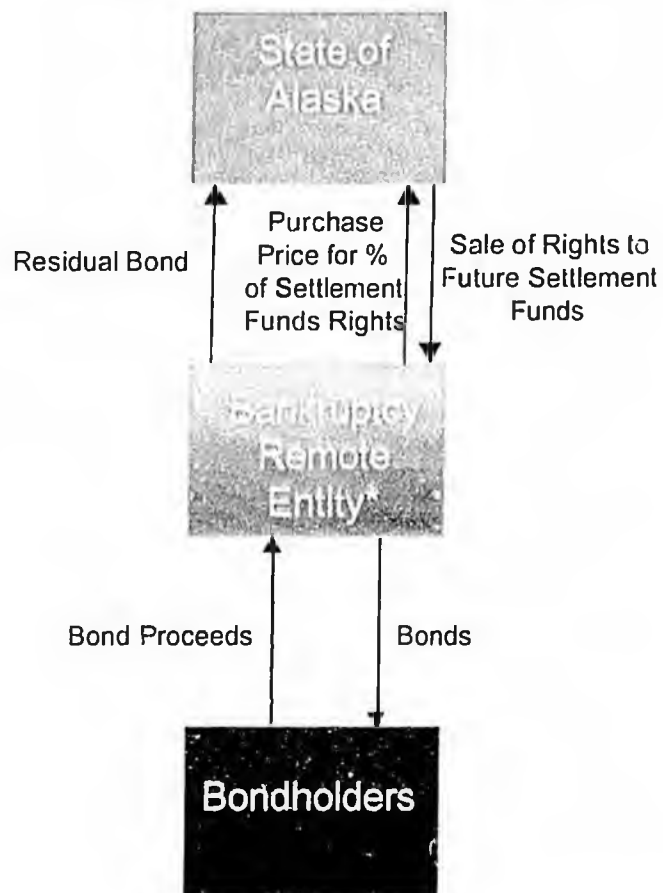 State of
Alaska
Residual Bond
Purchase
Price for %
of Settlement
Funds Rights
Sale of Rights to
Future Settlement
Funds
Bankruptcy
Remote
Entity*
Bond Proceeds
Bonds
Bondholders